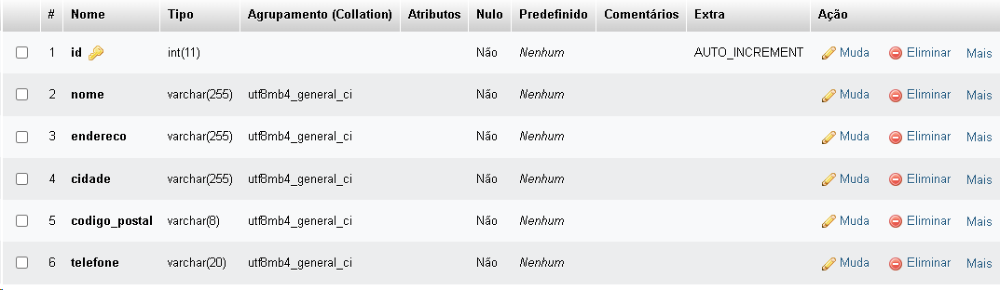 # Nome Tipo Agrupamento (Collation) Atributos Nulo Predefinido Comentários Extra Ação
1 id int(11) Não Nenhum AUTO_INCREMENT Muda Eliminar Mais
2 nome varchar(255) utf8mb4_general_ci Não Nenhum Muda Eliminar Mais
3 endereco varchar(255) utf8mb4_general_ci Não Nenhum Muda Eliminar Mais
4 cidade varchar(255) utf8mb4_general_ci Não Nenhum Muda Eliminar Mais
5 codigo_postal varchar(8) utf8mb4_general_ci Não Nenhum Muda Eliminar Mais
6 telefone varchar(20) utf8mb4_general_ci Não Nenhum Muda Eliminar Mais